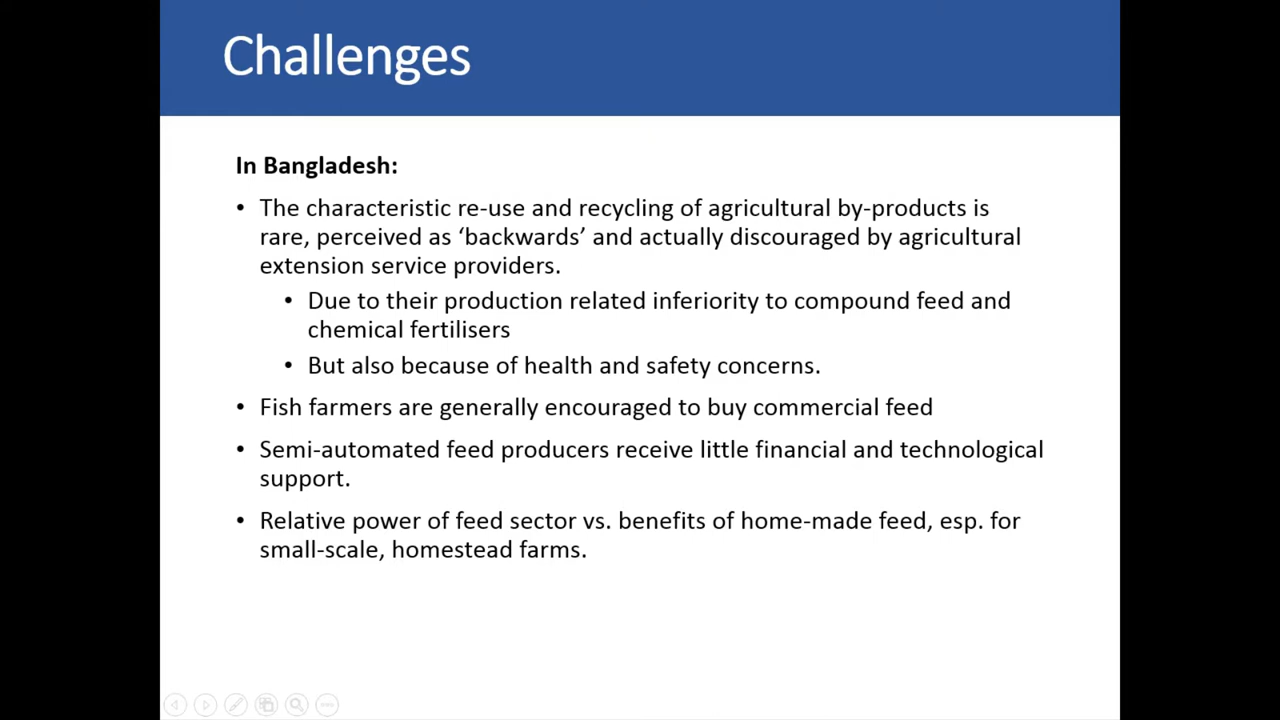 Challenges
In Bangladesh:
• The characteristic re-use and recycling of agricultural by-products is
rare, perceived as ‘backwards’ and actually discouraged by agricultural
extension service providers.
• Due to their production related inferiority to compound feed and
chemical fertilisers
• But also because of health and safety concerns.
• Fish farmers are generally encouraged to buy commercial feed
• Semi-automated feed producers receive little financial and technological
support.
• Relative power of feed sector vs. benefits of home-made feed, esp. for
small-scale, homestead farms.